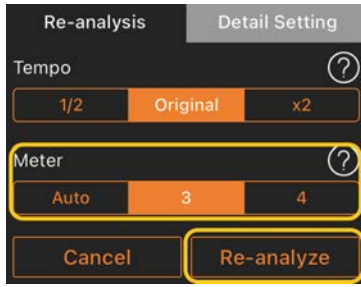 Re-analysis Detail Setting
Tempo ?
1/2 Original x2
Meter ?
Auto 3 4
Cancel Re-analyze